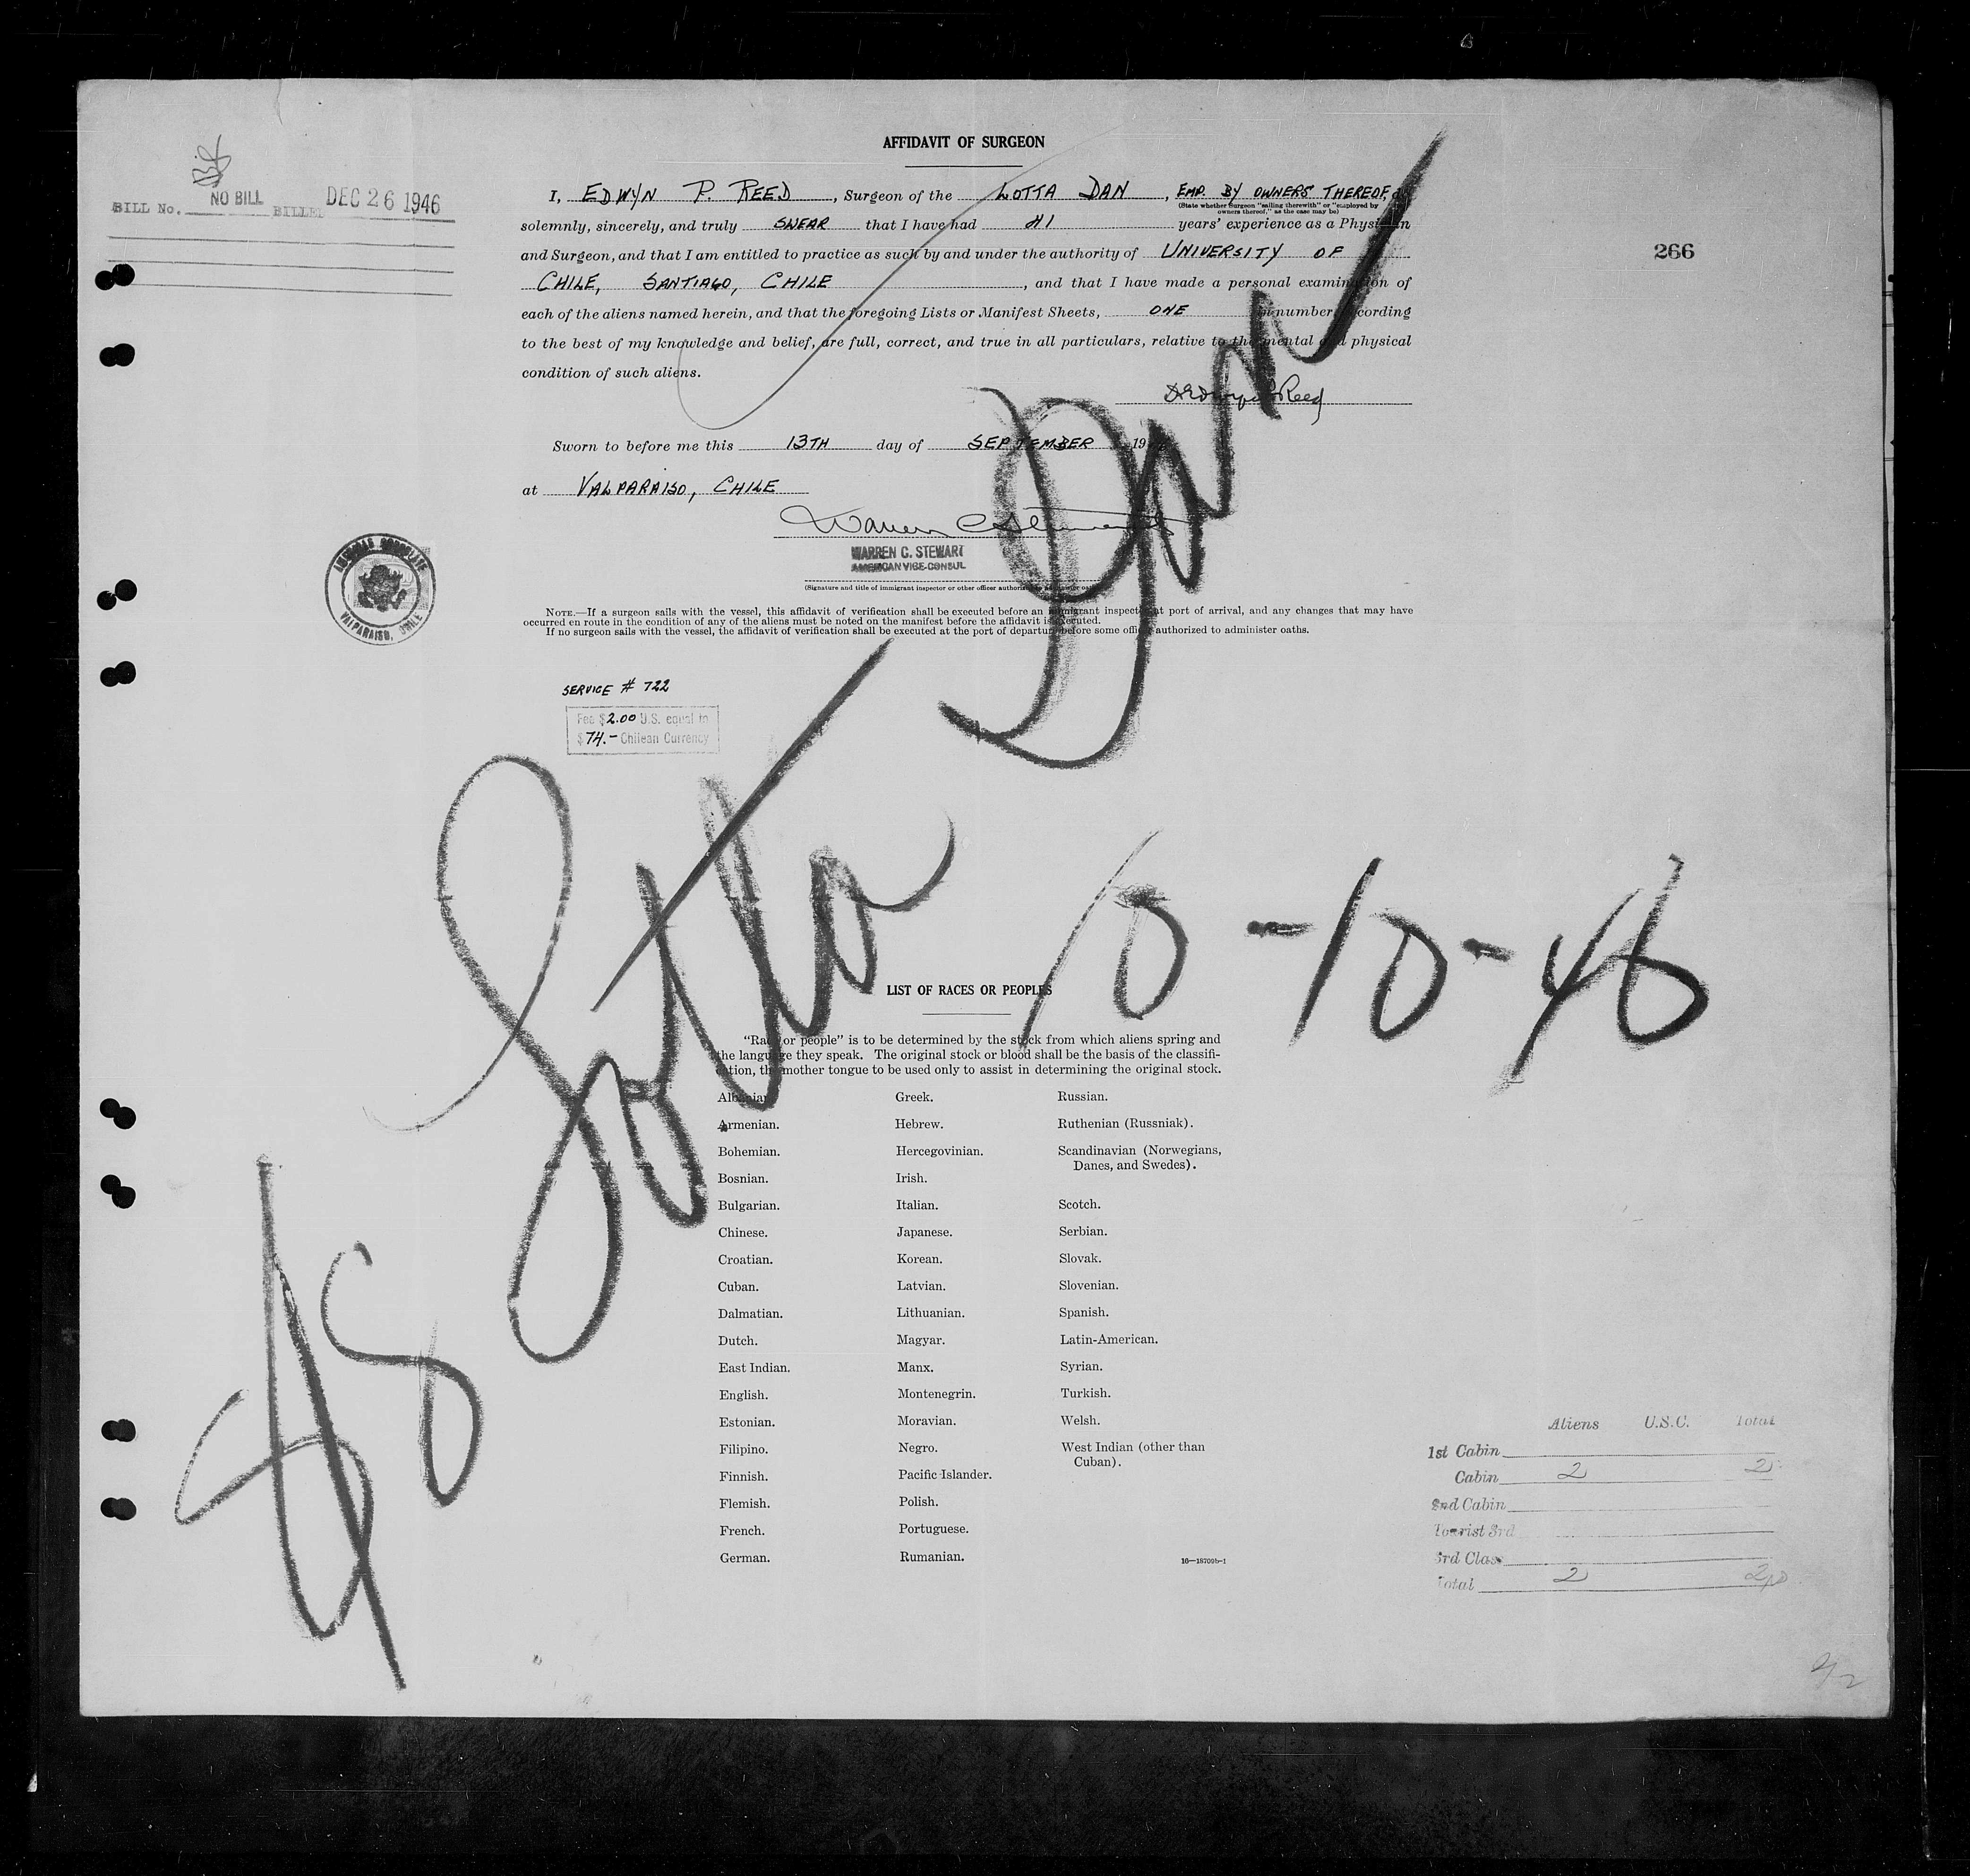 AFFIDAVIT OF SURGEON
BILL No. NO BILL BILLED DEC 26 1946
266
I, EDWYN P. REED, Surgeon of the LOTTA DAN, EMP. BY OWNERS THEREOF, do
(State whether Surgeon "sailing therewith" or "employed by
owners thereof," as the case may be)
solemnly, sincerely, and truly SWEAR that I have had 41 years' experience as a Physician
and Surgeon, and that I am entitled to practice as such by and under the authority of UNIVERSITY OF
CHILE, SANTIAGO, CHILE, and that I have made a personal examination of
each of the aliens named herein, and that the foregoing Lists or Manifest Sheets, ONE in number, according
to the best of my knowledge and belief, are full, correct, and true in all particulars, relative to the mental and physical
condition of such aliens.
Sworn to before me this 13TH day of SEPTEMBER 19
at VALPARAISO, CHILE
WARREN C. STEWART
AMERICAN VICE-CONSUL
(Signature and title of immigrant inspector or other officer authorized
AMERICAN CONSULATE
VALPARAISO, CHILE
NOTE.—If a surgeon sails with the vessel, this affidavit of verification shall be executed before an immigrant inspector at port of arrival, and any changes that may have
occurred en route in the condition of any of the aliens must be noted on the manifest before the affidavit is executed.
If no surgeon sails with the vessel, the affidavit of verification shall be executed at the port of departure before some officer authorized to administer oaths.
SERVICE # 722
Fee $2.00 U.S. equal to
$74.- Chilean Currency
SS Lotta Dan
10-10-46
LIST OF RACES OR PEOPLES
"Race or people" is to be determined by the stock from which aliens spring and
the language they speak. The original stock or blood shall be the basis of the classifi-
cation, the mother tongue to be used only to assist in determining the original stock.
Albanian. Greek. Russian.
Armenian. Hebrew. Ruthenian (Russniak).
Bohemian. Hercegovinian. Scandinavian (Norwegians,
Danes, and Swedes).
Bosnian. Irish.
Bulgarian. Italian. Scotch.
Chinese. Japanese. Serbian.
Croatian. Korean. Slovak.
Cuban. Latvian. Slovenian.
Dalmatian. Lithuanian. Spanish.
Dutch. Magyar. Latin-American.
East Indian. Manx. Syrian.
English. Montenegrin. Turkish.
Estonian. Moravian. Welsh.
Filipino. Negro. West Indian (other than
Cuban).
Finnish. Pacific Islander.
Flemish. Polish.
French. Portuguese.
German. Rumanian.
16—18700b-1
Aliens U.S.C. Total
1st Cabin
Cabin 2 2
2nd Cabin
Tourist 3rd
3rd Class
Total 2 2